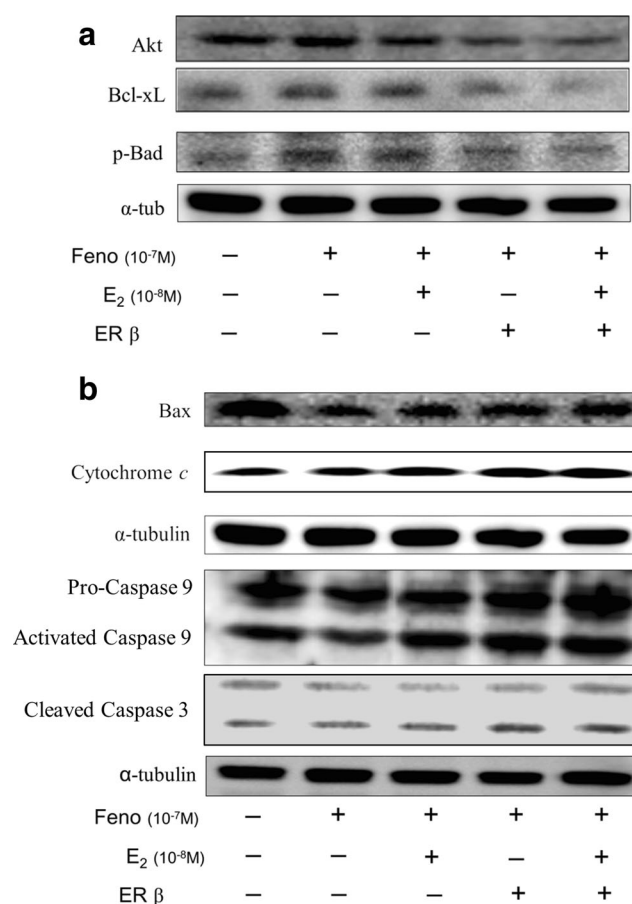 a
Akt
Bcl-xL
p-Bad
α-tub
Feno (10-7M) – + + + +
E2 (10-8M) – – + – +
ER β – – – + +
b
Bax
Cytochrome c
α-tubulin
Pro-Caspase 9
Activated Caspase 9
Cleaved Caspase 3
α-tubulin
Feno (10-7M) – + + + +
E2 (10-8M) – – + – +
ER β – – – + +